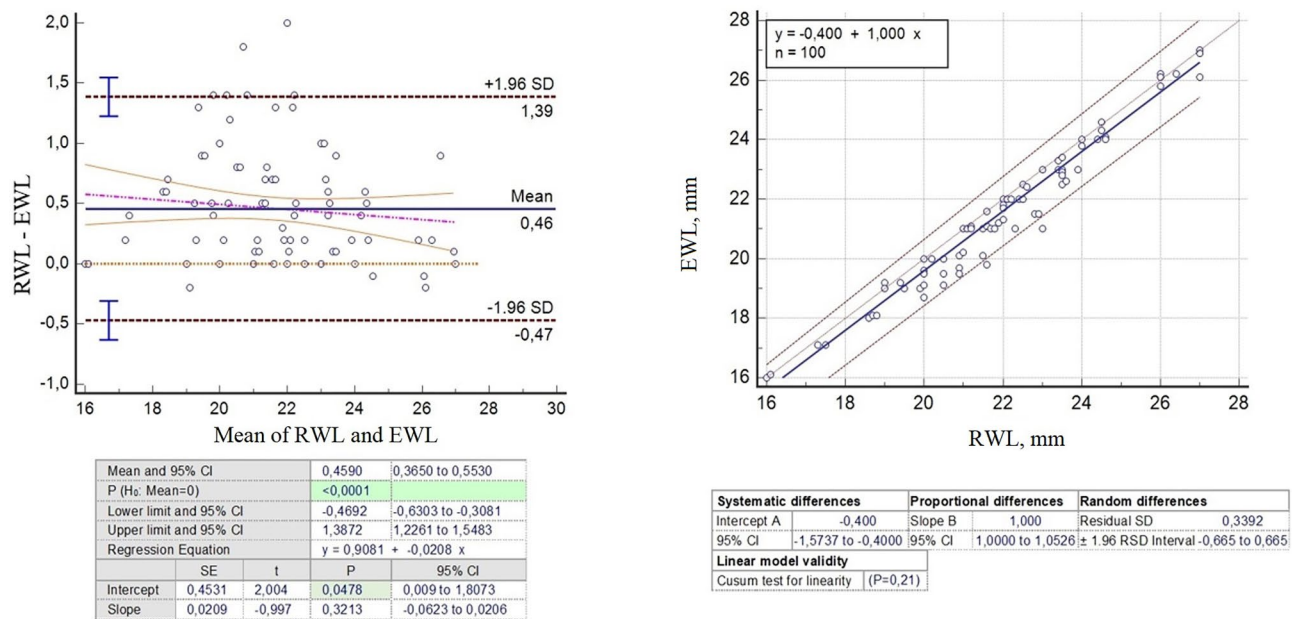 2,0
1,5
1,0
0,5
0,0
-0,5
-1,0
RWL - EWL
+1.96 SD
1,39
Mean
0,46
-1.96 SD
-0,47
16 18 20 22 24 26 28 30
Mean of RWL and EWL
Mean and 95% CI 0,4590 0,3650 to 0,5530
P (H₀: Mean=0) <0,0001
Lower limit and 95% CI -0,4692 -0,6303 to -0,3081
Upper limit and 95% CI 1,3872 1,2261 to 1,5483
Regression Equation y = 0,9081 + -0,0208 x
SE t P 95% CI
Intercept 0,4531 2,004 0,0478 0,009 to 1,8073
Slope 0,0209 -0,997 0,3213 -0,0623 to 0,0206
y = -0,400 + 1,000 x
n = 100
28
26
24
22
20
18
16
EWL, mm
16 18 20 22 24 26 28
RWL, mm
Systematic differences Proportional differences Random differences
Intercept A -0,400 Slope B 1,000 Residual SD 0,3392
95% CI -1,5737 to -0,4000 95% CI 1,0000 to 1,0526 ± 1.96 RSD Interval -0,665 to 0,665
Linear model validity
Cusum test for linearity (P=0,21)